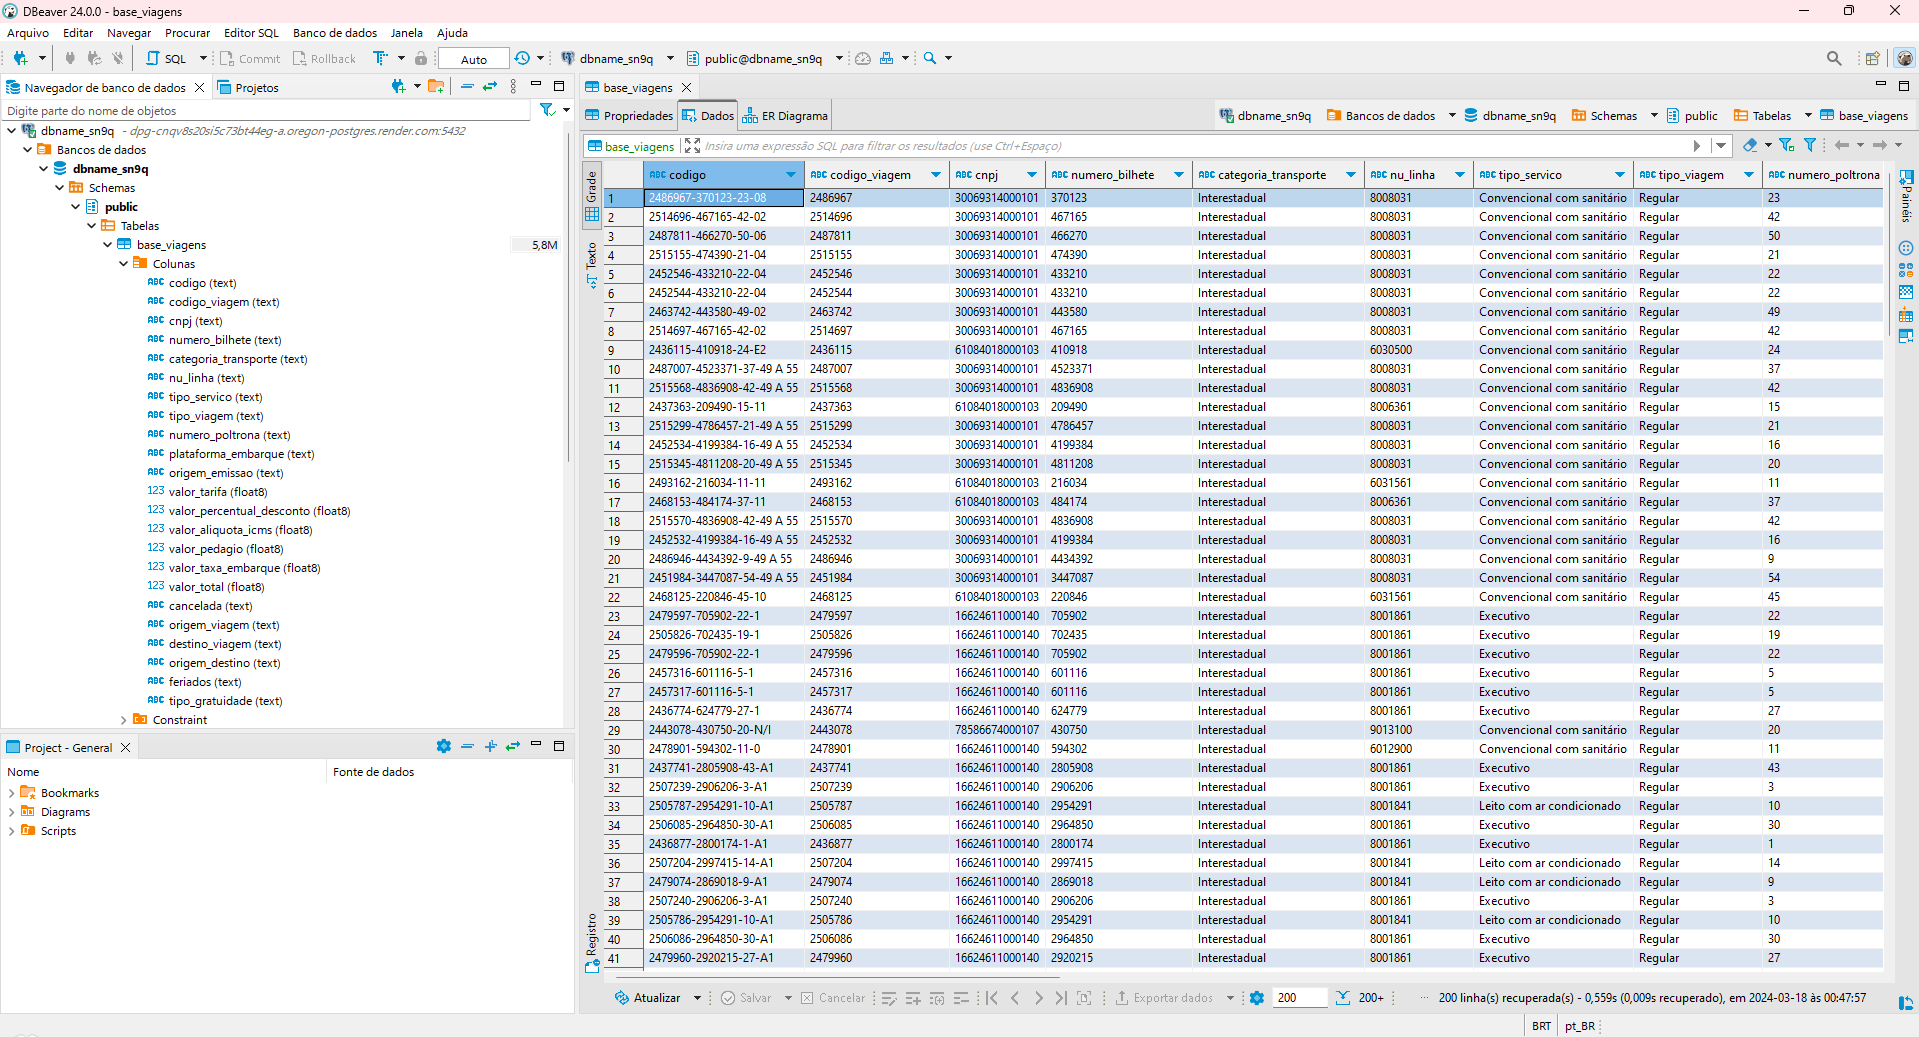 DBeaver 24.0.0 - base_viagens
Arquivo Editar Navegar Procurar Editor SQL Banco de dados Janela Ajuda
SQL Commit Rollback Auto dbname_sn9q public@dbname_sn9q
Navegador de banco de dados Projetos
Digite parte do nome de objetos
dbname_sn9q - dpg-cnqv8s20si5c73bt44eg-a.oregon-postgres.render.com:5432
Bancos de dados
dbname_sn9q
Schemas
public
Tabelas
base_viagens 5,8M
Colunas
ABC codigo (text)
ABC codigo_viagem (text)
ABC cnpj (text)
ABC numero_bilhete (text)
ABC categoria_transporte (text)
ABC nu_linha (text)
ABC tipo_servico (text)
ABC tipo_viagem (text)
ABC numero_poltrona (text)
ABC plataforma_embarque (text)
ABC origem_emissao (text)
123 valor_tarifa (float8)
123 valor_percentual_desconto (float8)
123 valor_aliquota_icms (float8)
123 valor_pedagio (float8)
123 valor_taxa_embarque (float8)
123 valor_total (float8)
ABC cancelada (text)
ABC origem_viagem (text)
ABC destino_viagem (text)
ABC origem_destino (text)
ABC feriados (text)
ABC tipo_gratuidade (text)
Constraint
Project - General
Nome Fonte de dados
Bookmarks
Diagrams
Scripts
base_viagens
Propriedades Dados ER Diagrama dbname_sn9q Bancos de dados dbname_sn9q Schemas public Tabelas base_viagens
base_viagens Insira uma expressão SQL para filtrar os resultados (use Ctrl+Espaço)
Grade
Texto
Registro
Painéis
ABC codigo ABC codigo_viagem ABC cnpj ABC numero_bilhete ABC categoria_transporte ABC nu_linha ABC tipo_servico ABC tipo_viagem ABC numero_poltrona
1 2486967-370123-23-08 2486967 30069314000101 370123 Interestadual 8008031 Convencional com sanitário Regular 23
2 2514696-467165-42-02 2514696 30069314000101 467165 Interestadual 8008031 Convencional com sanitário Regular 42
3 2487811-466270-50-06 2487811 30069314000101 466270 Interestadual 8008031 Convencional com sanitário Regular 50
4 2515155-474390-21-04 2515155 30069314000101 474390 Interestadual 8008031 Convencional com sanitário Regular 21
5 2452546-433210-22-04 2452546 30069314000101 433210 Interestadual 8008031 Convencional com sanitário Regular 22
6 2452544-433210-22-04 2452544 30069314000101 433210 Interestadual 8008031 Convencional com sanitário Regular 22
7 2463742-443580-49-02 2463742 30069314000101 443580 Interestadual 8008031 Convencional com sanitário Regular 49
8 2514697-467165-42-02 2514697 30069314000101 467165 Interestadual 8008031 Convencional com sanitário Regular 42
9 2436115-410918-24-E2 2436115 61084018000103 410918 Interestadual 6030500 Convencional com sanitário Regular 24
10 2487007-4523371-37-49 A 55 2487007 30069314000101 4523371 Interestadual 8008031 Convencional com sanitário Regular 37
11 2515568-4836908-42-49 A 55 2515568 30069314000101 4836908 Interestadual 8008031 Convencional com sanitário Regular 42
12 2437363-209490-15-11 2437363 61084018000103 209490 Interestadual 8006361 Convencional com sanitário Regular 15
13 2515299-4786457-21-49 A 55 2515299 30069314000101 4786457 Interestadual 8008031 Convencional com sanitário Regular 21
14 2452534-4199384-16-49 A 55 2452534 30069314000101 4199384 Interestadual 8008031 Convencional com sanitário Regular 16
15 2515345-4811208-20-49 A 55 2515345 30069314000101 4811208 Interestadual 8008031 Convencional com sanitário Regular 20
16 2493162-216034-11-11 2493162 61084018000103 216034 Interestadual 6031561 Convencional com sanitário Regular 11
17 2468153-484174-37-11 2468153 61084018000103 484174 Interestadual 8006361 Convencional com sanitário Regular 37
18 2515570-4836908-42-49 A 55 2515570 30069314000101 4836908 Interestadual 8008031 Convencional com sanitário Regular 42
19 2452532-4199384-16-49 A 55 2452532 30069314000101 4199384 Interestadual 8008031 Convencional com sanitário Regular 16
20 2486946-4434392-9-49 A 55 2486946 30069314000101 4434392 Interestadual 8008031 Convencional com sanitário Regular 9
21 2451984-3447087-54-49 A 55 2451984 30069314000101 3447087 Interestadual 8008031 Convencional com sanitário Regular 54
22 2468125-220846-45-10 2468125 61084018000103 220846 Interestadual 6031561 Convencional com sanitário Regular 45
23 2479597-705902-22-1 2479597 16624611000140 705902 Interestadual 8001861 Executivo Regular 22
24 2505826-702435-19-1 2505826 16624611000140 702435 Interestadual 8001861 Executivo Regular 19
25 2479596-705902-22-1 2479596 16624611000140 705902 Interestadual 8001861 Executivo Regular 22
26 2457316-601116-5-1 2457316 16624611000140 601116 Interestadual 8001861 Executivo Regular 5
27 2457317-601116-5-1 2457317 16624611000140 601116 Interestadual 8001861 Executivo Regular 5
28 2436774-624779-27-1 2436774 16624611000140 624779 Interestadual 8001861 Executivo Regular 27
29 2443078-430750-20-N/I 2443078 78586674000107 430750 Interestadual 9013100 Convencional com sanitário Regular 20
30 2478901-594302-11-0 2478901 16624611000140 594302 Interestadual 6012900 Convencional com sanitário Regular 11
31 2437741-2805908-43-A1 2437741 16624611000140 2805908 Interestadual 8001861 Executivo Regular 43
32 2507239-2906206-3-A1 2507239 16624611000140 2906206 Interestadual 8001861 Executivo Regular 3
33 2505787-2954291-10-A1 2505787 16624611000140 2954291 Interestadual 8001841 Leito com ar condicionado Regular 10
34 2506085-2964850-30-A1 2506085 16624611000140 2964850 Interestadual 8001861 Executivo Regular 30
35 2436877-2800174-1-A1 2436877 16624611000140 2800174 Interestadual 8001861 Executivo Regular 1
36 2507204-2997415-14-A1 2507204 16624611000140 2997415 Interestadual 8001841 Leito com ar condicionado Regular 14
37 2479074-2869018-9-A1 2479074 16624611000140 2869018 Interestadual 8001841 Leito com ar condicionado Regular 9
38 2507240-2906206-3-A1 2507240 16624611000140 2906206 Interestadual 8001861 Executivo Regular 3
39 2505786-2954291-10-A1 2505786 16624611000140 2954291 Interestadual 8001841 Leito com ar condicionado Regular 10
40 2506086-2964850-30-A1 2506086 16624611000140 2964850 Interestadual 8001861 Executivo Regular 30
41 2479960-2920215-27-A1 2479960 16624611000140 2920215 Interestadual 8001861 Executivo Regular 27
Atualizar Salvar Cancelar Exportar dados 200 200+ 200 linha(s) recuperada(s) - 0,559s (0,009s recuperado), em 2024-03-18 às 00:47:57
BRT pt_BR